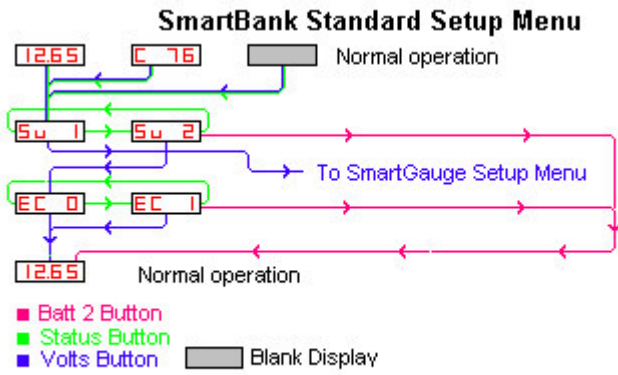 SmartBank Standard Setup Menu
12.65 C 76 Normal operation
Su 1 Su 2
To SmartGauge Setup Menu
EC 0 EC 1
12.65 Normal operation
Batt 2 Button
Status Button
Volts Button Blank Display